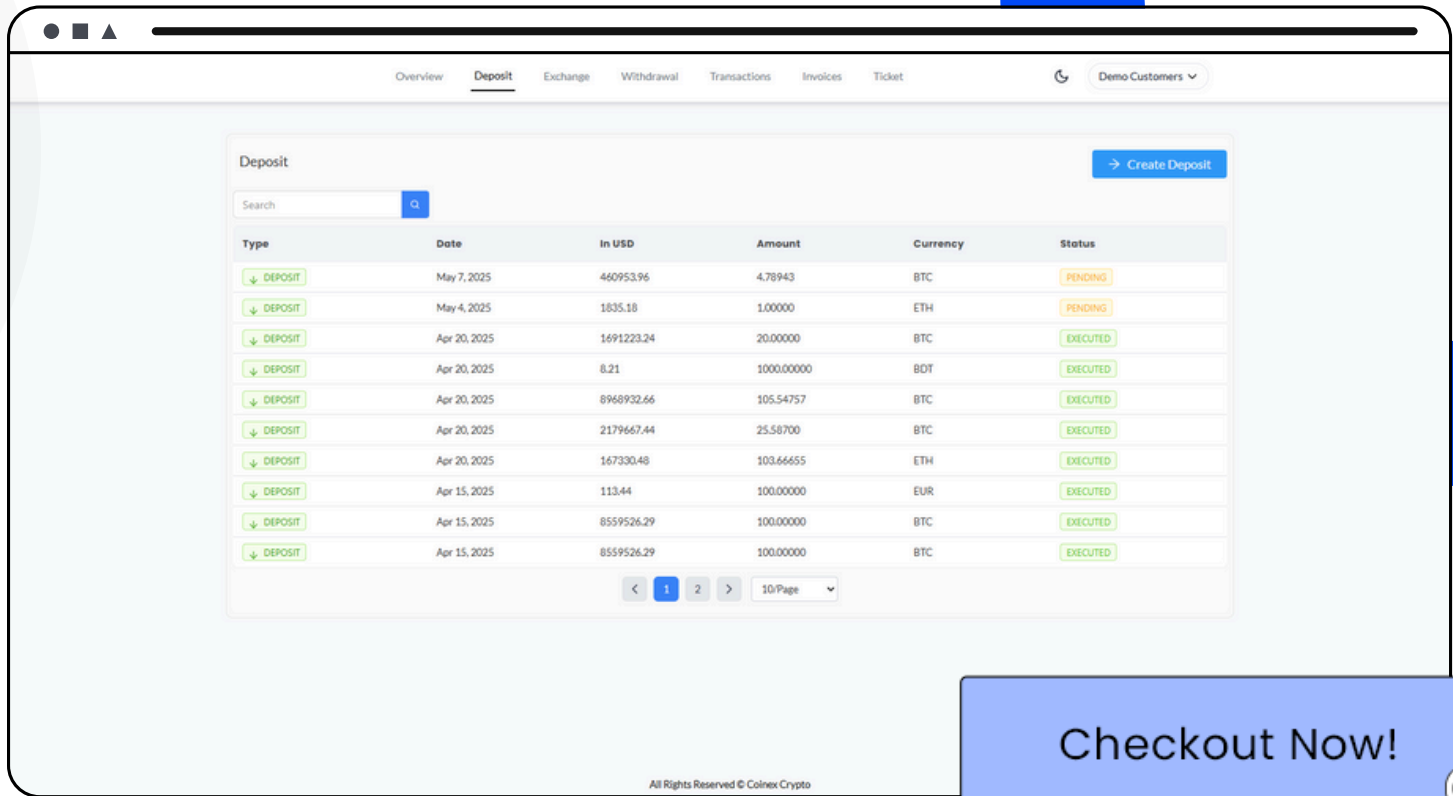 Overview Deposit Exchange Withdrawal Transactions Invoices Ticket Demo Customers
Deposit
Create Deposit
Search
Type Date In USD Amount Currency Status
DEPOSIT May 7, 2025 460953.96 4.78943 BTC PENDING
DEPOSIT May 4, 2025 1835.18 1.00000 ETH PENDING
DEPOSIT Apr 20, 2025 1691223.24 20.00000 BTC EXECUTED
DEPOSIT Apr 20, 2025 8.21 1000.00000 BDT EXECUTED
DEPOSIT Apr 20, 2025 8968932.66 105.54757 BTC EXECUTED
DEPOSIT Apr 20, 2025 2179667.44 25.58700 BTC EXECUTED
DEPOSIT Apr 20, 2025 167330.48 103.66655 ETH EXECUTED
DEPOSIT Apr 15, 2025 113.44 100.00000 EUR EXECUTED
DEPOSIT Apr 15, 2025 8559526.29 100.00000 BTC EXECUTED
DEPOSIT Apr 15, 2025 8559526.29 100.00000 BTC EXECUTED
1 2 10/Page
Checkout Now!
All Rights Reserved © Coinex Crypto